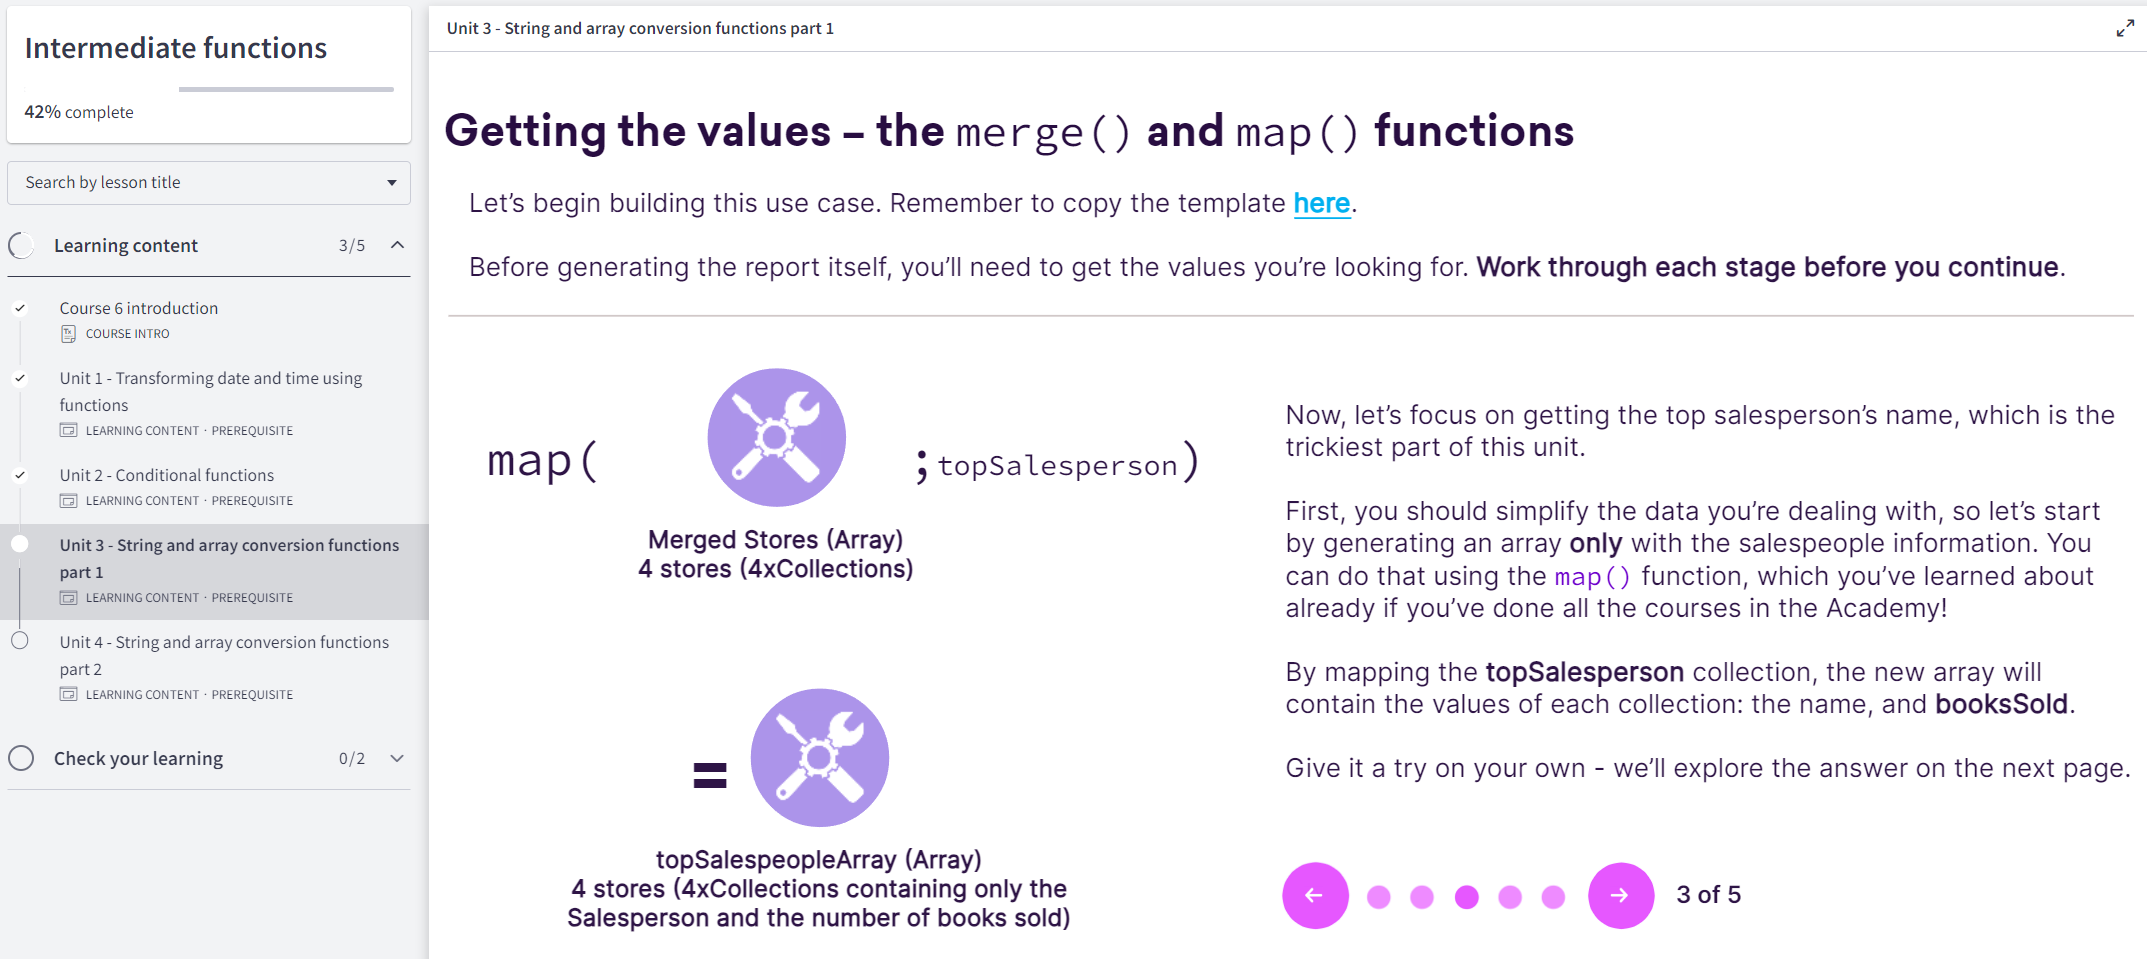 Intermediate functions
42% complete
Search by lesson title
Learning content 3/5
Course 6 introduction
COURSE INTRO
Unit 1 - Transforming date and time using
functions
LEARNING CONTENT · PREREQUISITE
Unit 2 - Conditional functions
LEARNING CONTENT · PREREQUISITE
Unit 3 - String and array conversion functions
part 1
LEARNING CONTENT · PREREQUISITE
Unit 4 - String and array conversion functions
part 2
LEARNING CONTENT · PREREQUISITE
Check your learning 0/2
Unit 3 - String and array conversion functions part 1
Getting the values – the merge() and map() functions
Let’s begin building this use case. Remember to copy the template here.
Before generating the report itself, you’ll need to get the values you’re looking for. Work through each stage before you continue.
map( ;topSalesperson)
Merged Stores (Array)
4 stores (4xCollections)
=
topSalespeopleArray (Array)
4 stores (4xCollections containing only the
Salesperson and the number of books sold)
Now, let’s focus on getting the top salesperson’s name, which is the
trickiest part of this unit.
First, you should simplify the data you’re dealing with, so let’s start
by generating an array only with the salespeople information. You
can do that using the map() function, which you’ve learned about
already if you’ve done all the courses in the Academy!
By mapping the topSalesperson collection, the new array will
contain the values of each collection: the name, and booksSold.
Give it a try on your own - we’ll explore the answer on the next page.
3 of 5